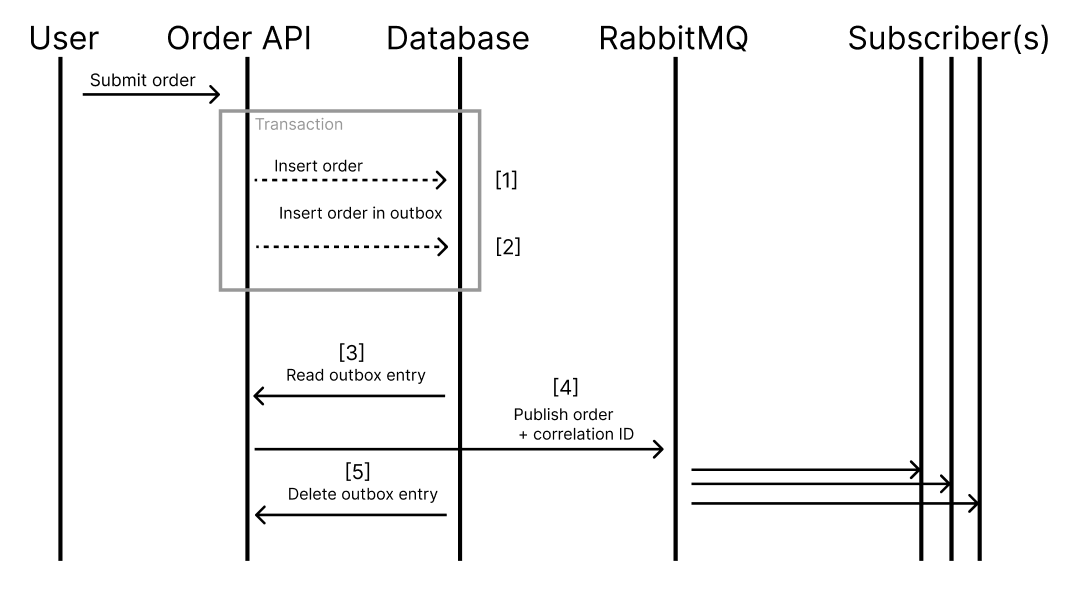 User
Order API
Database
RabbitMQ
Subscriber(s)
Submit order
Transaction
Insert order
[1]
Insert order in outbox
[2]
[3]
Read outbox entry
[4]
Publish order
+ correlation ID
[5]
Delete outbox entry